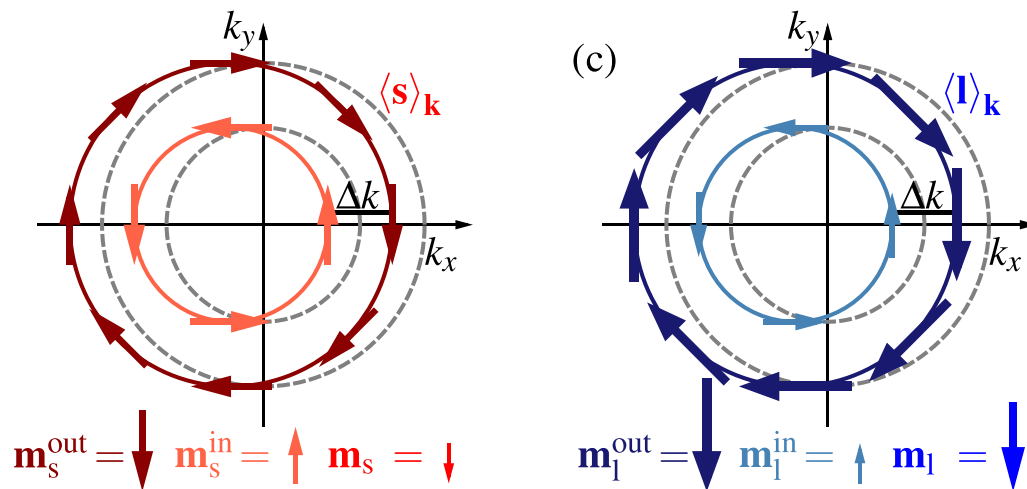 k_y
⟨s⟩_k
Δk
k_x
m_s^out = m_s^in = m_s =
(c)
k_y
⟨l⟩_k
Δk
k_x
m_l^out = m_l^in = m_l =